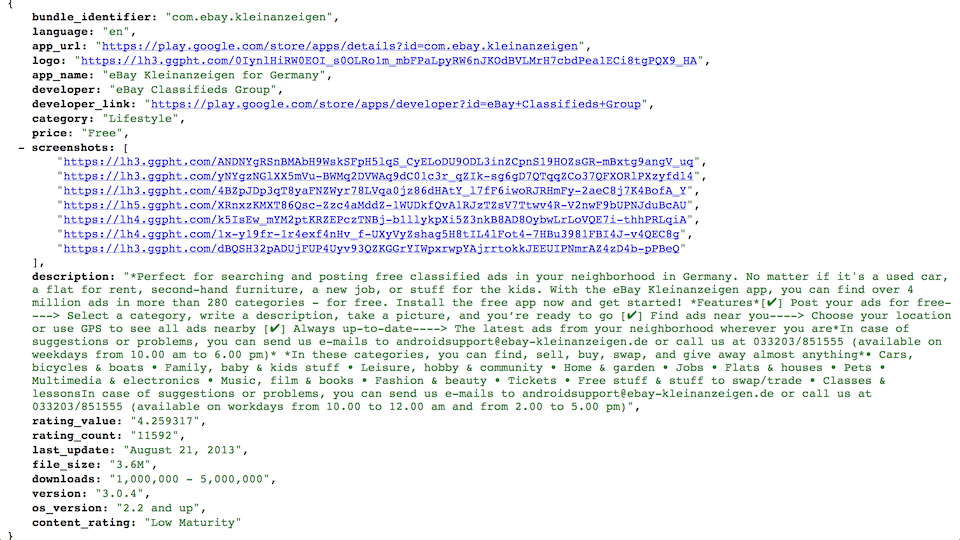 {
bundle_identifier: "com.ebay.kleinanzeigen",
language: "en",
app_url: "https://play.google.com/store/apps/details?id=com.ebay.kleinanzeigen",
logo: "https://lh3.ggpht.com/0IynlHiRW0EOI_s0OLRolm_mbFPaLpyRW6nJKOdBVLMrH7cbdPea1ECi8tgPQX9_HA",
app_name: "eBay Kleinanzeigen for Germany",
developer: "eBay Classifieds Group",
developer_link: "https://play.google.com/store/apps/developer?id=eBay+Classifieds+Group",
category: "Lifestyle",
price: "Free",
- screenshots: [
"https://lh3.ggpht.com/ANDNYgRSnBMAbH9WskSFpH5lqS_CyELoDU9ODL3inZCpnS19HOZsGR-mBxtg9angV_uq",
"https://lh4.ggpht.com/yNYgzNGlXX5mVu-BWMq2DVWAq9dC01c3r_qZIk-sg6gD7QTqqZCo37QFXORlPXzyfdl4",
"https://lh3.ggpht.com/4BZpJDp3qT8yaFNZWyr78LVqa0jz86dHAtY_l7fF6iwoRJRHmFy-2aeC8j7K4BofA_Y",
"https://lh5.ggpht.com/XRnxzKMXT86Qsc-Zzc4aMddZ-1WUDkfQvA1RJzTZsV7Ttwv4R-V2nwF9bUPNJduBcAU",
"https://lh4.ggpht.com/k5IsEw_mYM2ptKRZEPczTNBj-b1llykpXi5Z3nkB8AD8OybwLrLoVQE7i-thhPRLqiA",
"https://lh4.ggpht.com/1x-y19fr-1r4exf4nHv_f-UXyVyZshag5H8tIL4lFot4-7HBu398lFBI4J-v4QEC8g",
"https://lh3.ggpht.com/dBQSH32pADUjFUP4Uyv93QZKGGrYIWpxrwpYAjrrtokkJEEUIPNmrAZ4zD4b-pPBeQ"
],
description: "*Perfect for searching and posting free classified ads in your neighborhood in Germany. No matter if it's a used car,
a flat for rent, second-hand furniture, a new job, or stuff for the kids. With the eBay Kleinanzeigen app, you can find over 4
million ads in more than 280 categories - for free. Install the free app now and get started! *Features*[✔] Post your ads for free-
---> Select a category, write a description, take a picture, and you're ready to go [✔] Find ads near you----> Choose your location
or use GPS to see all ads nearby [✔] Always up-to-date----> The latest ads from your neighborhood wherever you are*In case of
suggestions or problems, you can send us e-mails to androidsupport@ebay-kleinanzeigen.de or call us at 033203/851555 (available on
weekdays from 10.00 am to 6.00 pm)* *In these categories, you can find, sell, buy, swap, and give away almost anything*• Cars,
bicycles & boats • Family, baby & kids stuff • Leisure, hobby & community • Home & garden • Jobs • Flats & houses • Pets •
Multimedia & electronics • Music, film & books • Fashion & beauty • Tickets • Free stuff & stuff to swap/trade • Classes &
lessonsIn case of suggestions or problems, you can send us e-mails to androidsupport@ebay-kleinanzeigen.de or call us at
033203/851555 (available on workdays from 10.00 to 12.00 am and from 2.00 to 5.00 pm)",
rating_value: "4.259317",
rating_count: "11592",
last_update: "August 21, 2013",
file_size: "3.6M",
downloads: "1,000,000 - 5,000,000",
version: "3.0.4",
os_version: "2.2 and up",
content_rating: "Low Maturity"
}